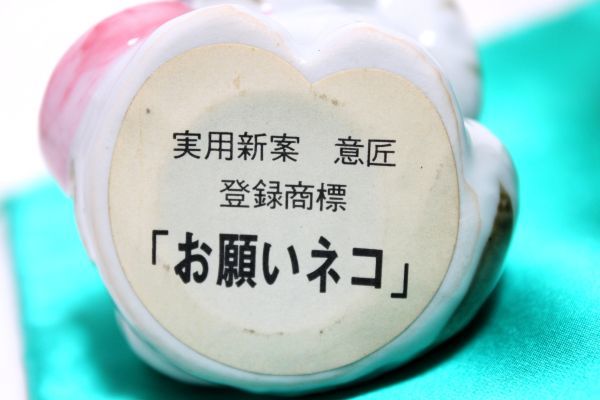 実用新案　意匠
登録商標
「お願いネコ」